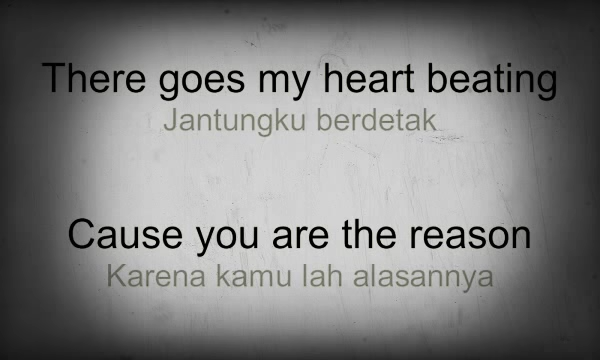 There goes my heart beating
Jantungku berdetak
Cause you are the reason
Karena kamu lah alasannya